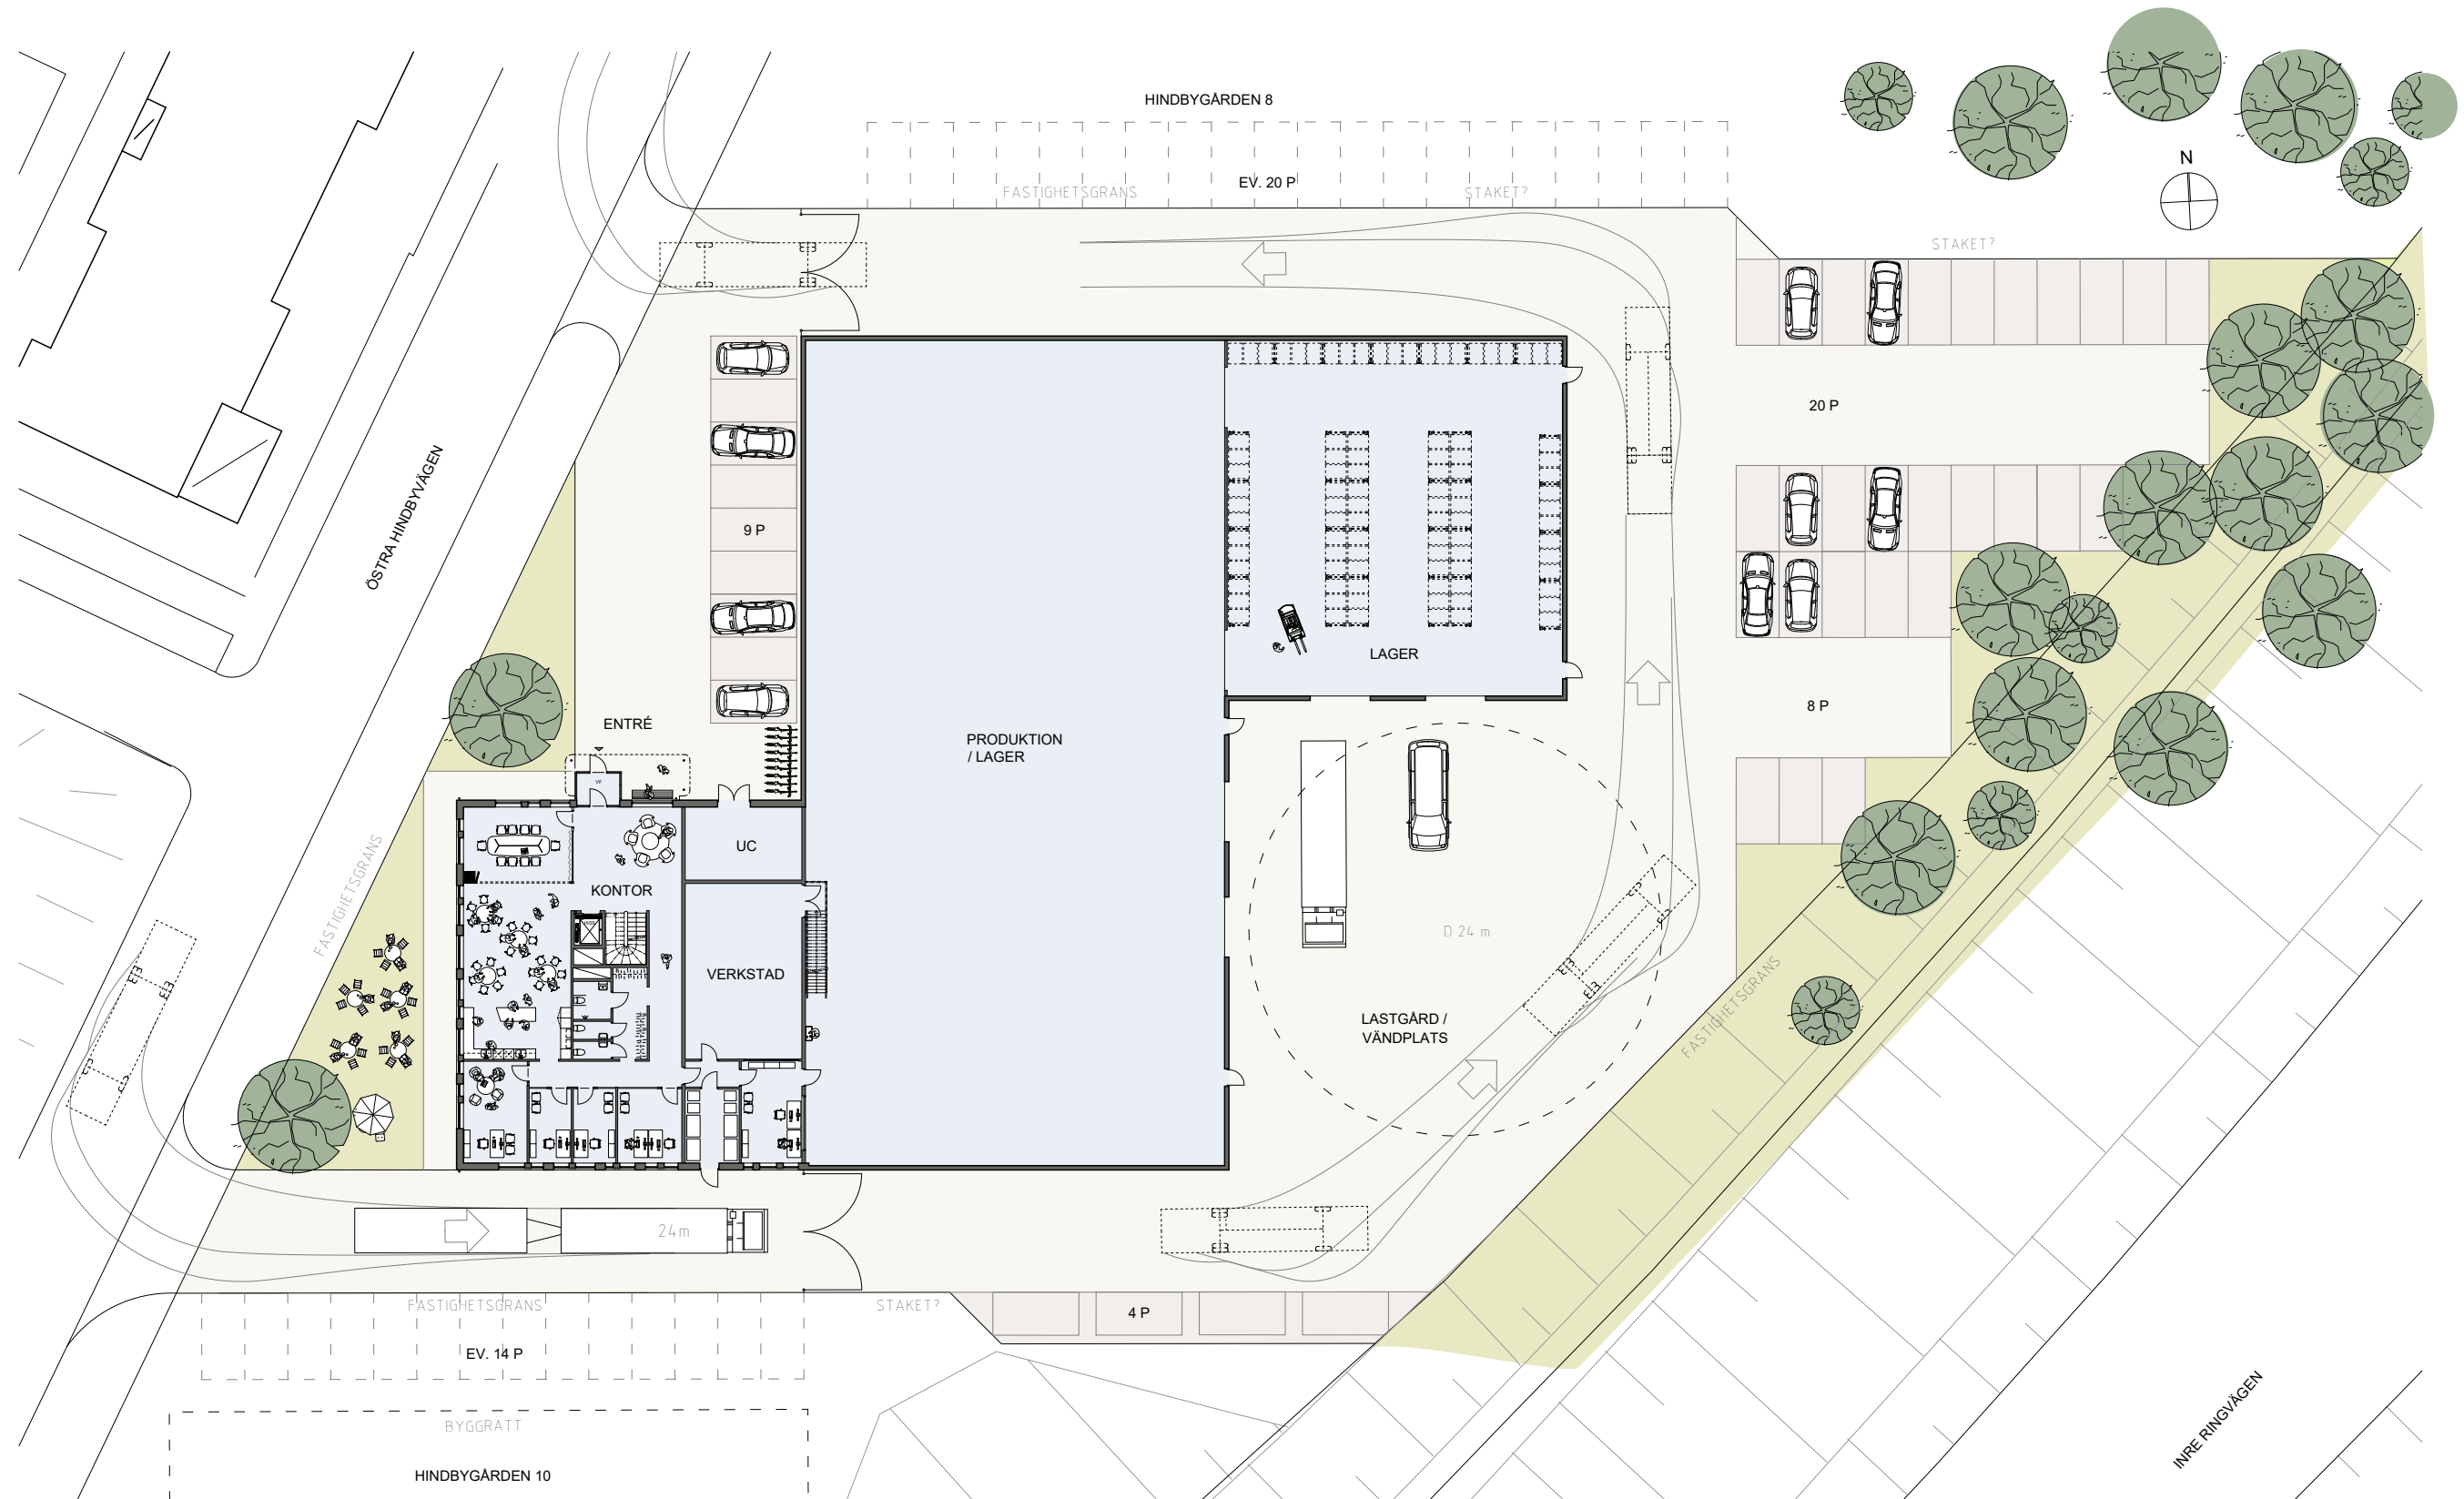 HINDBYGÅRDEN 8
N
EV. 20 P
FASTIGHETSGRÄNS
STAKET?
STAKET?
20 P
ÖSTRA HINDBYVÄGEN
9 P
LAGER
8 P
ENTRÉ
PRODUKTION
/ LAGER
VF
UC
FASTIGHETSGRÄNS
KONTOR
D 24 m
VERKSTAD
FASTIGHETSGRÄNS
LASTGÅRD /
VÄNDPLATS
24m
FASTIGHETSGRÄNS
STAKET?
4 P
EV. 14 P
BYGGRÄTT
INRE RINGVÄGEN
HINDBYGÅRDEN 10